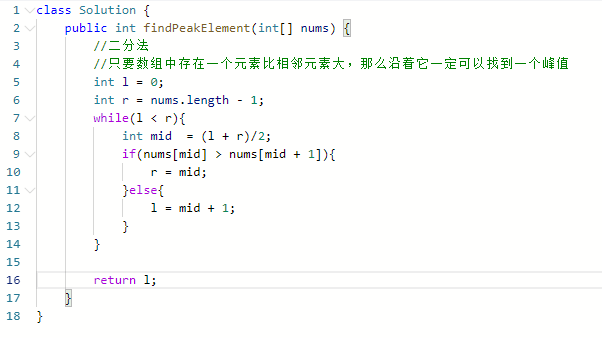 1 class Solution {
2     public int findPeakElement(int[] nums) {
3         //二分法
4         //只要数组中存在一个元素比相邻元素大，那么沿着它一定可以找到一个峰值
5         int l = 0;
6         int r = nums.length - 1;
7         while(l < r){
8             int mid  = (l + r)/2;
9             if(nums[mid] > nums[mid + 1]){
10                 r = mid;
11             }else{
12                 l = mid + 1;
13             }
14         }
15
16         return l;
17     }
18 }